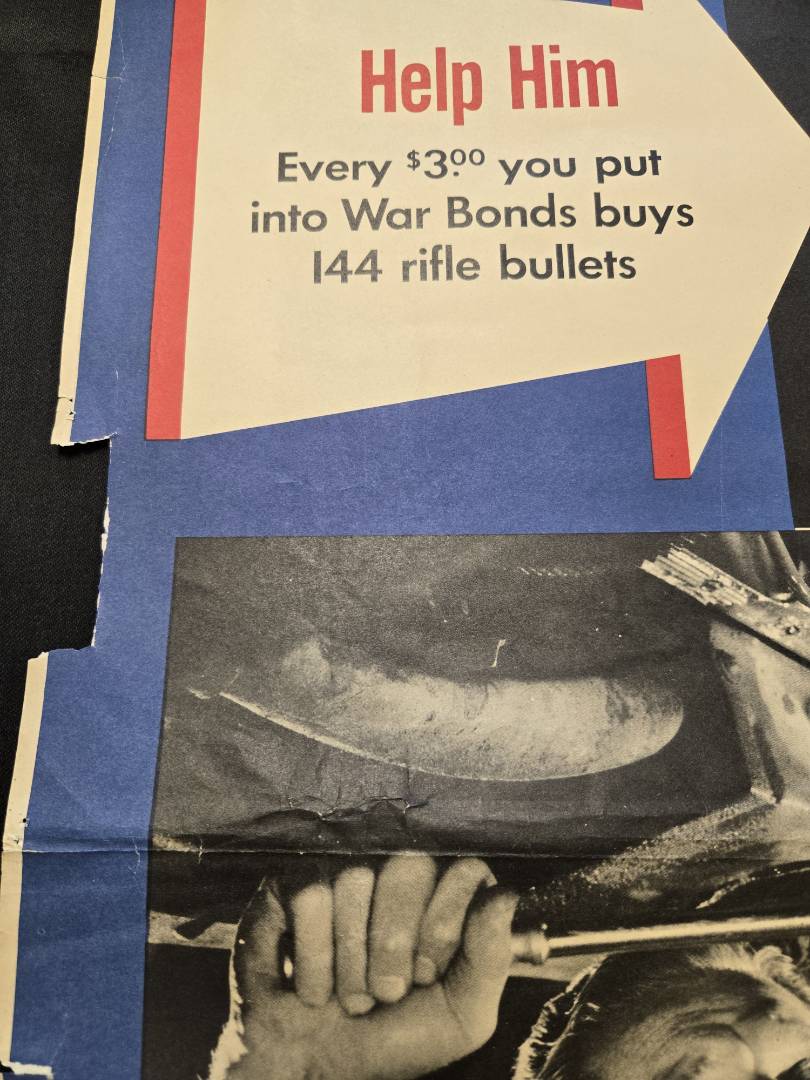 Help Him
Every $3.00 you put
into War Bonds buys
144 rifle bullets